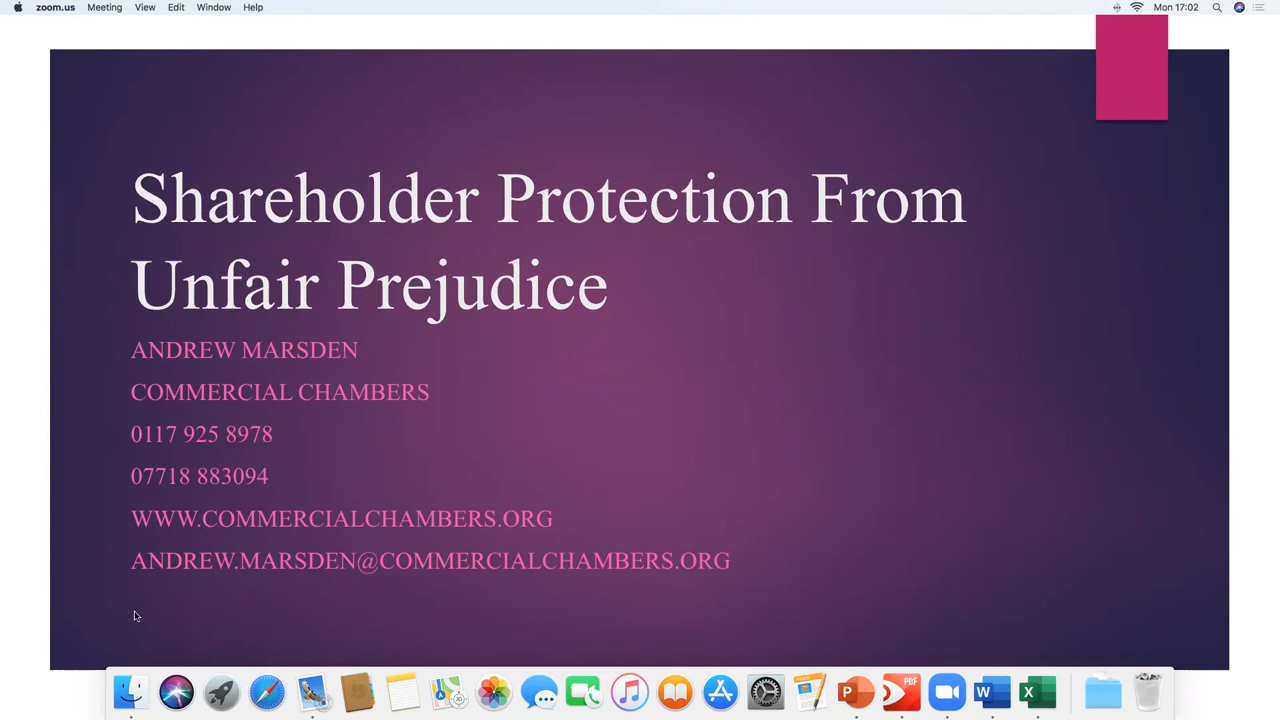 zoom.us Meeting View Edit Window Help Mon 17:02
Shareholder Protection From
Unfair Prejudice
ANDREW MARSDEN
COMMERCIAL CHAMBERS
0117 925 8978
07718 883094
WWW.COMMERCIALCHAMBERS.ORG
ANDREW.MARSDEN@COMMERCIALCHAMBERS.ORG
P PDF W X